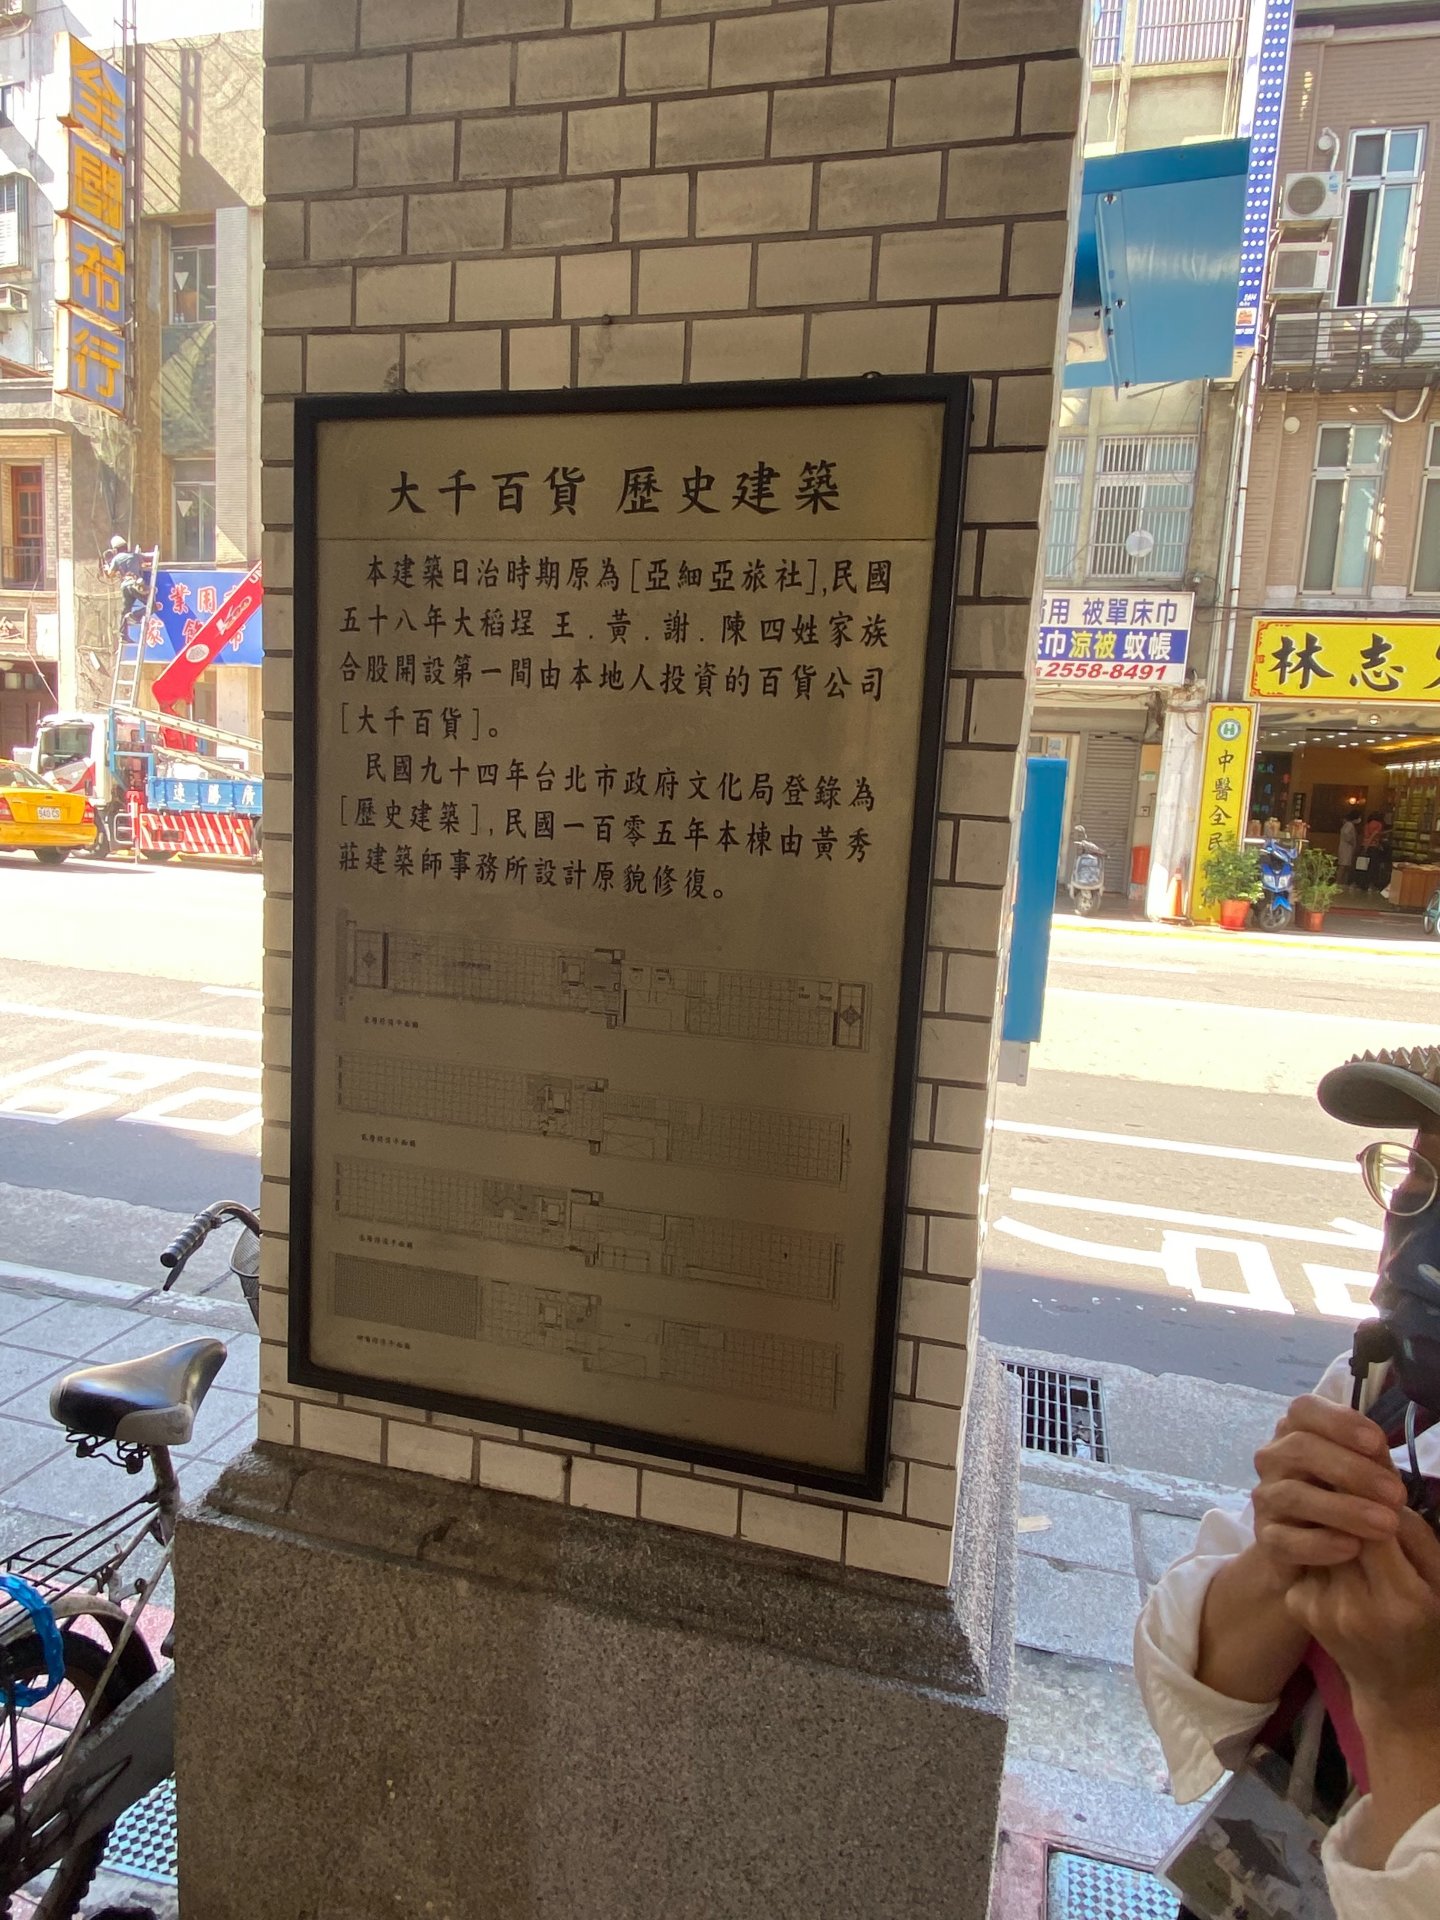 大千百貨 歷史建築
本建築日治時期原為[亞細亞旅社],民國
五十八年大稻埕 王.黃.謝.陳四姓家族
合股開設第一間由本地人投資的百貨公司
[大千百貨]。
民國九十四年台北市政府文化局登錄為
[歷史建築],民國一百零五年本棟由黃秀
莊建築師事務所設計原貌修復。
全國布行
業用
被單床巾
床巾涼被 蚊帳
2558-8491
林志
中醫全民